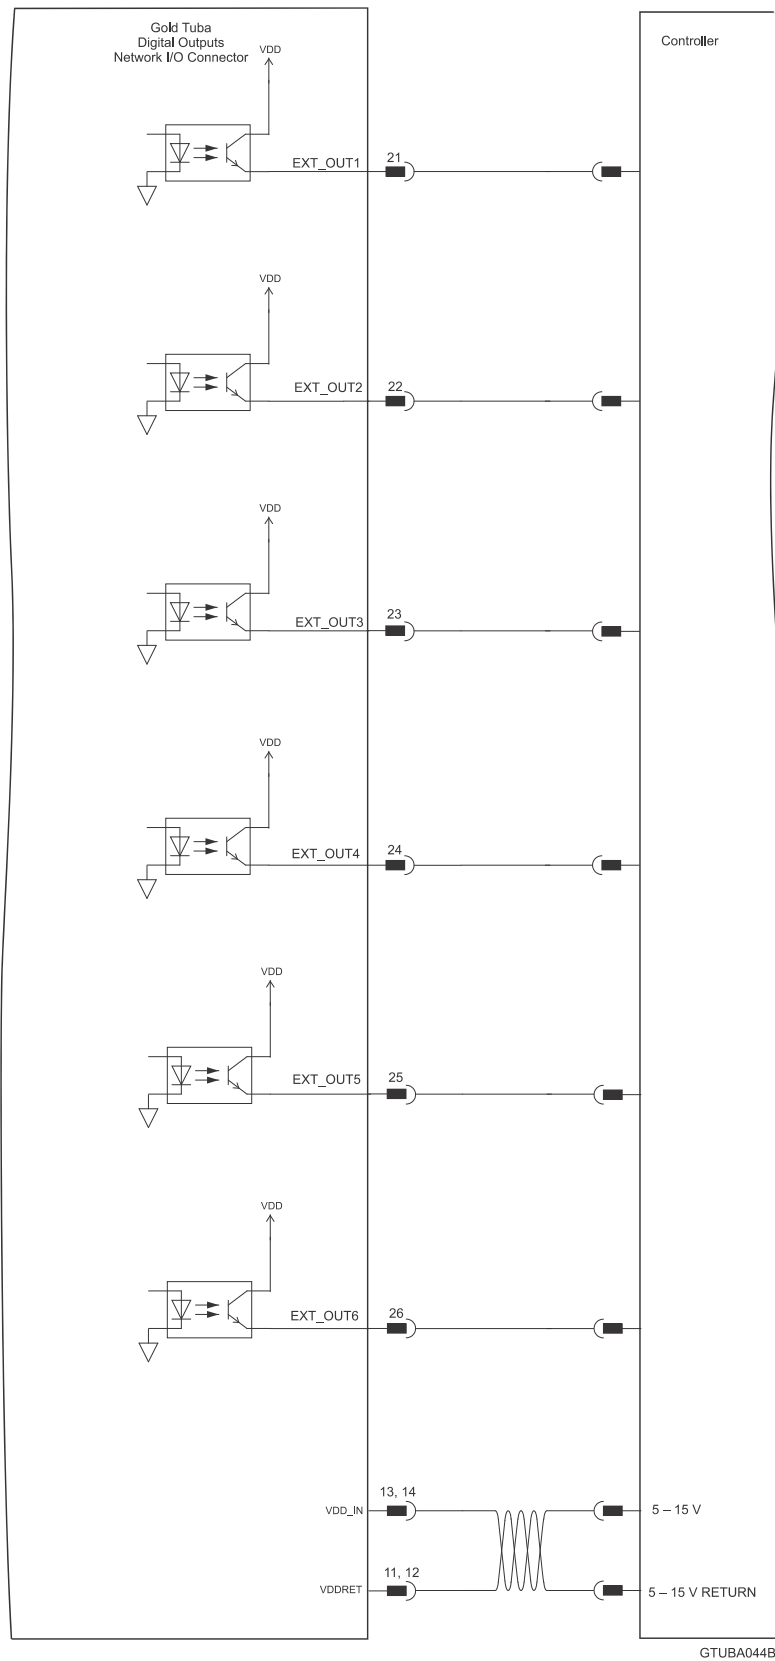 Gold Tuba
Digital Outputs
Network I/O Connector
Controller
VDD
EXT_OUT1
21
VDD
EXT_OUT2
22
VDD
EXT_OUT3
23
VDD
EXT_OUT4
24
VDD
EXT_OUT5
25
VDD
EXT_OUT6
26
13, 14
VDD_IN
5 – 15 V
11, 12
VDDRET
5 – 15 V RETURN
GTUBA044B